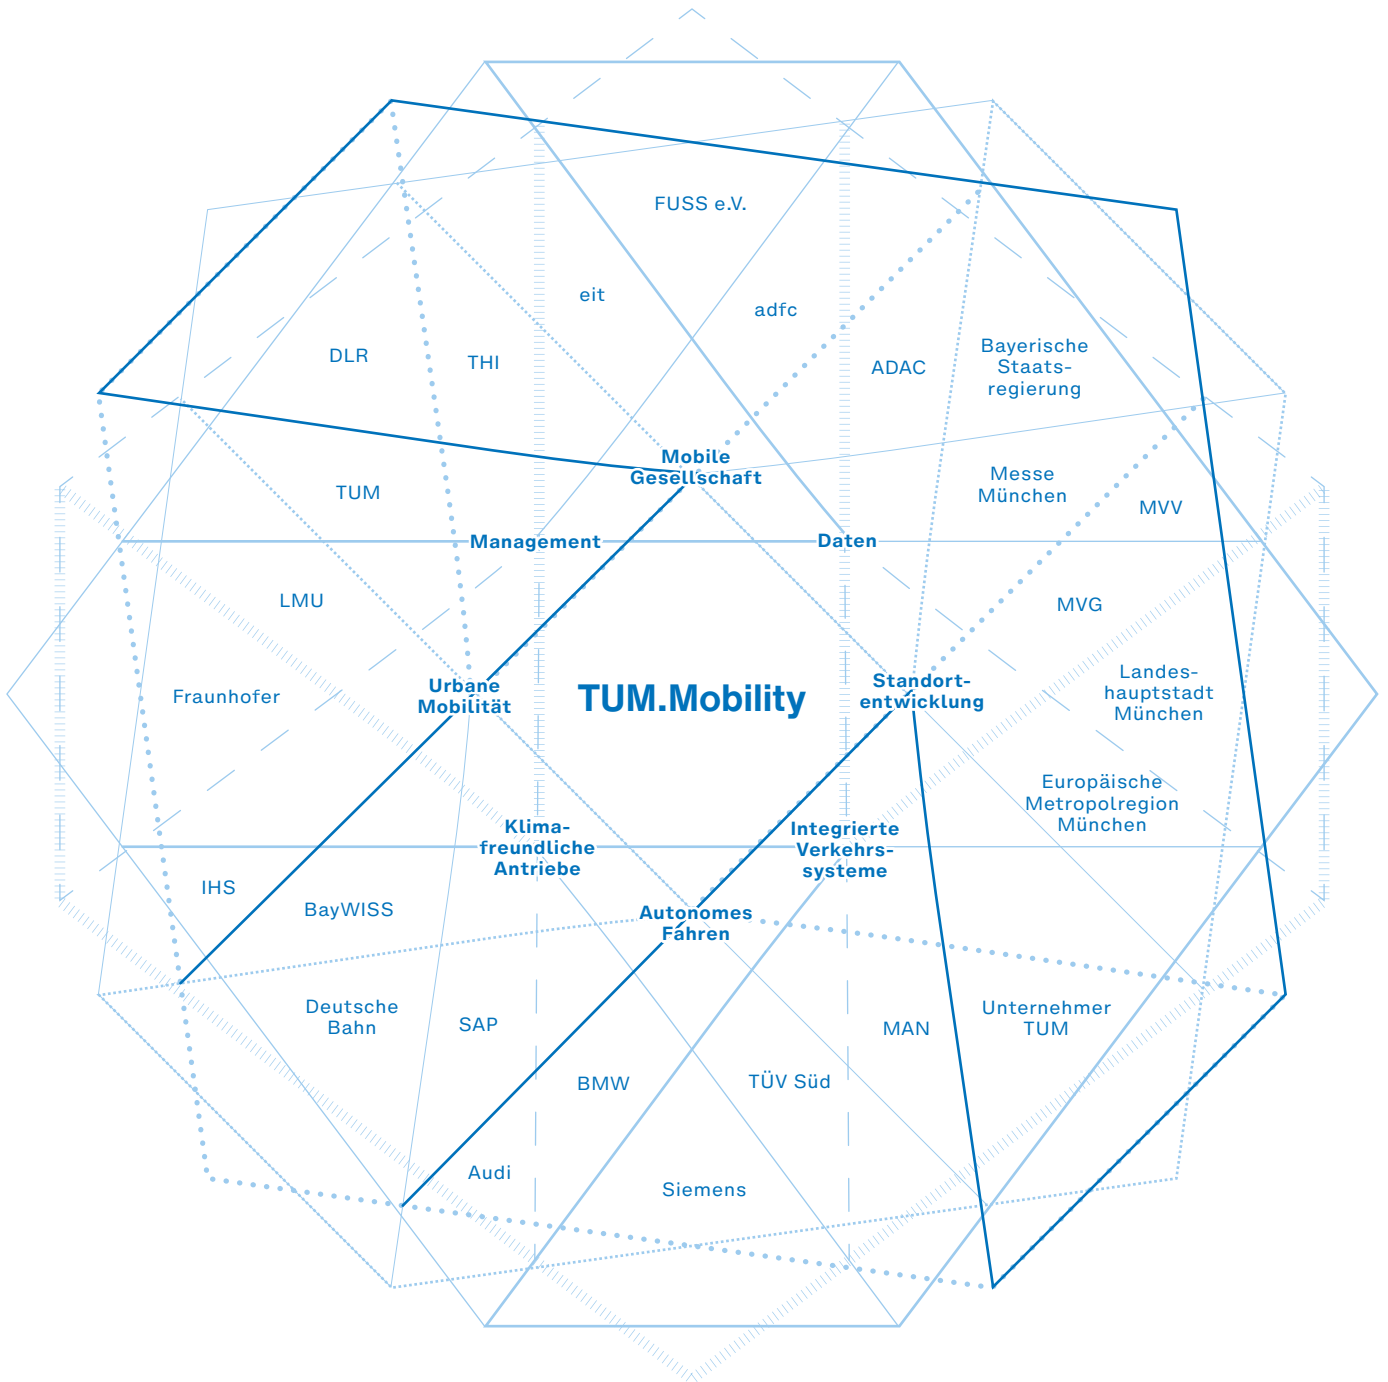 FUSS e.V.
eit
adfc
DLR
THI
ADAC
Bayerische
Staats-
regierung
Mobile
Gesellschaft
TUM
Messe
München
MVV
Management
Daten
LMU
MVG
Fraunhofer
Urbane
Mobilität
TUM.Mobility
Standort-
entwicklung
Landes-
hauptstadt
München
Europäische
Metropolregion
München
Klima-
freundliche
Antriebe
Integrierte
Verkehrs-
systeme
IHS
BayWISS
Autonomes
Fahren
Deutsche
Bahn
SAP
MAN
Unternehmer
TUM
BMW
TÜV Süd
Audi
Siemens